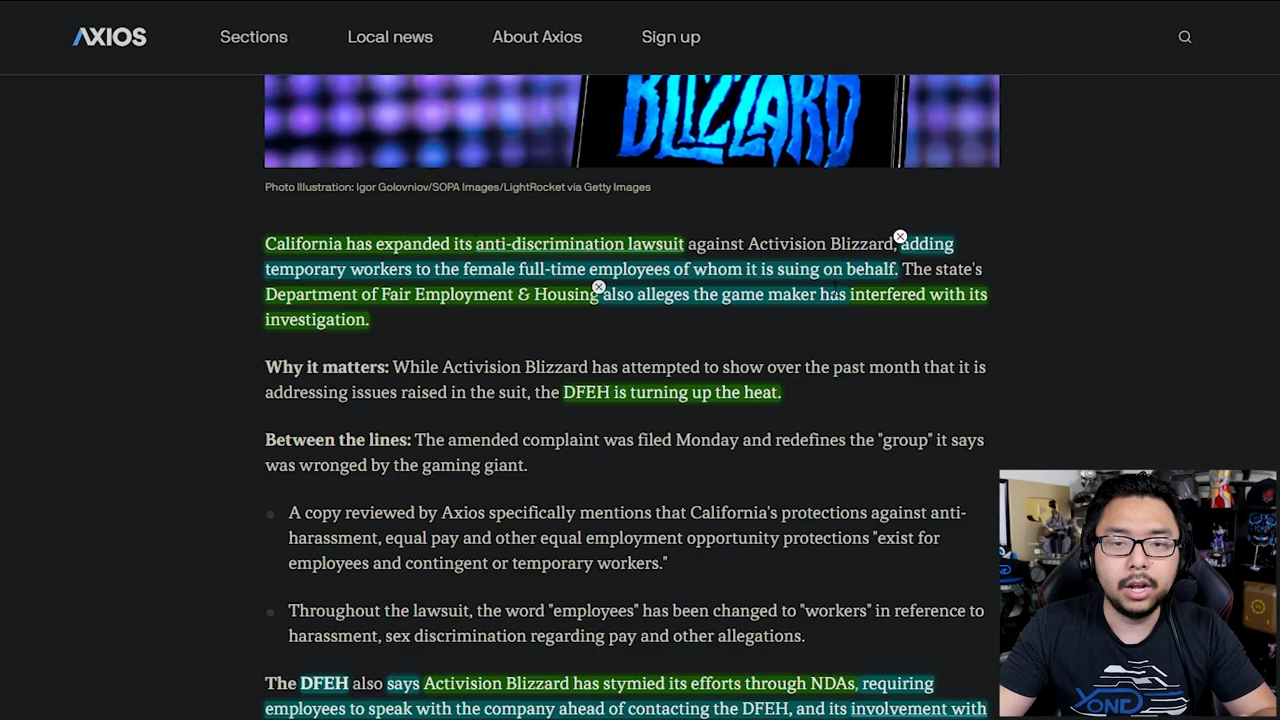 AXIOS Sections Local news About Axios Sign up
BLIZZARD
Photo Illustration: Igor Golovniov/SOPA Images/LightRocket via Getty Images
California has expanded its anti-discrimination lawsuit against Activision Blizzard, adding
temporary workers to the female full-time employees of whom it is suing on behalf. The state's
Department of Fair Employment & Housing also alleges the game maker has interfered with its
investigation.
Why it matters: While Activision Blizzard has attempted to show over the past month that it is
addressing issues raised in the suit, the DFEH is turning up the heat.
Between the lines: The amended complaint was filed Monday and redefines the "group" it says
was wronged by the gaming giant.
A copy reviewed by Axios specifically mentions that California's protections against anti-
harassment, equal pay and other equal employment opportunity protections "exist for
employees and contingent or temporary workers."
Throughout the lawsuit, the word "employees" has been changed to "workers" in reference to
harassment, sex discrimination regarding pay and other allegations.
The DFEH also says Activision Blizzard has stymied its efforts through NDAs, requiring
employees to speak with the company ahead of contacting the DFEH, and its involvement with
YONG